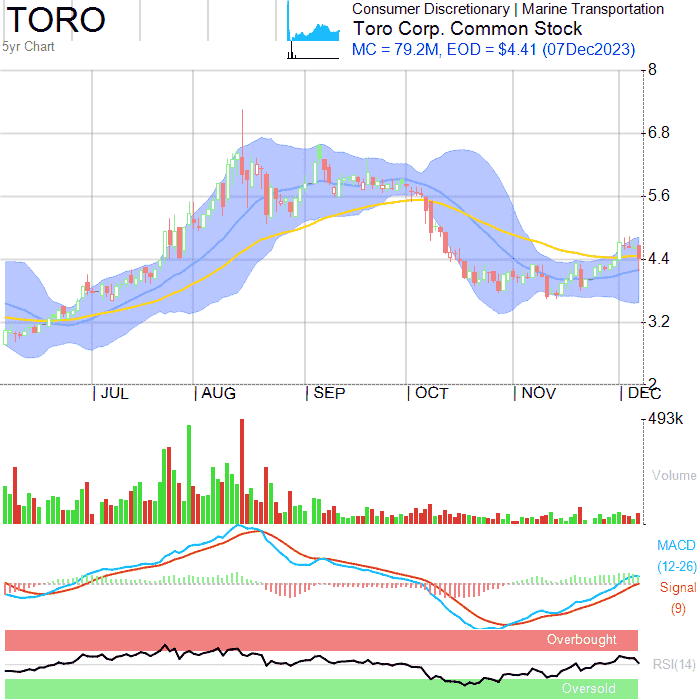 TORO
5yr Chart
Consumer Discretionary | Marine Transportation
Toro Corp. Common Stock
MC = 79.2M, EOD = $4.41 (07Dec2023)
8
6.8
5.6
4.4
3.2
2
JUL AUG SEP OCT NOV DEC
493k
Volume
MACD
(12-26)
Signal
(9)
Overbought
RSI(14)
Oversold